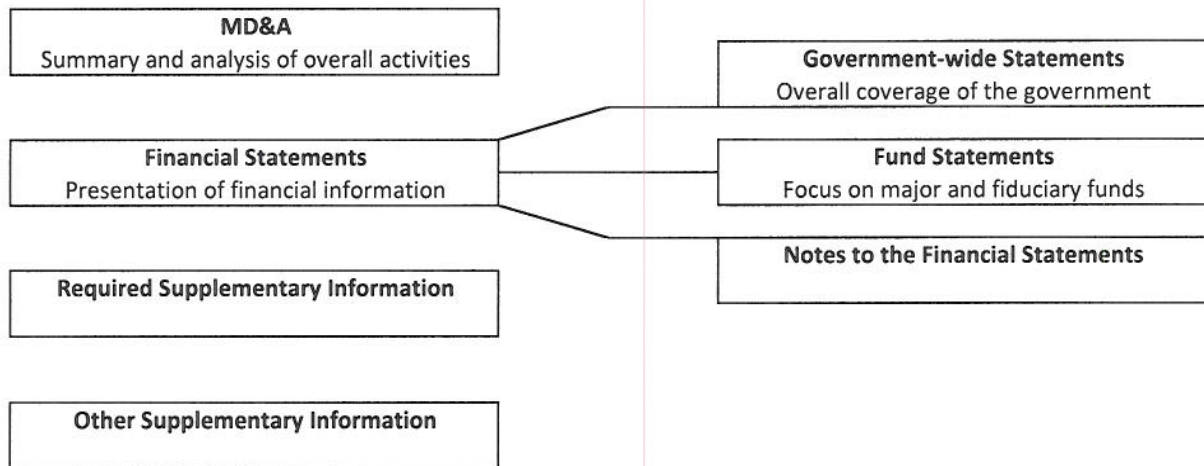 MD&A
Summary and analysis of overall activities
Financial Statements
Presentation of financial information
Required Supplementary Information
Other Supplementary Information
Government-wide Statements
Overall coverage of the government
Fund Statements
Focus on major and fiduciary funds
Notes to the Financial Statements